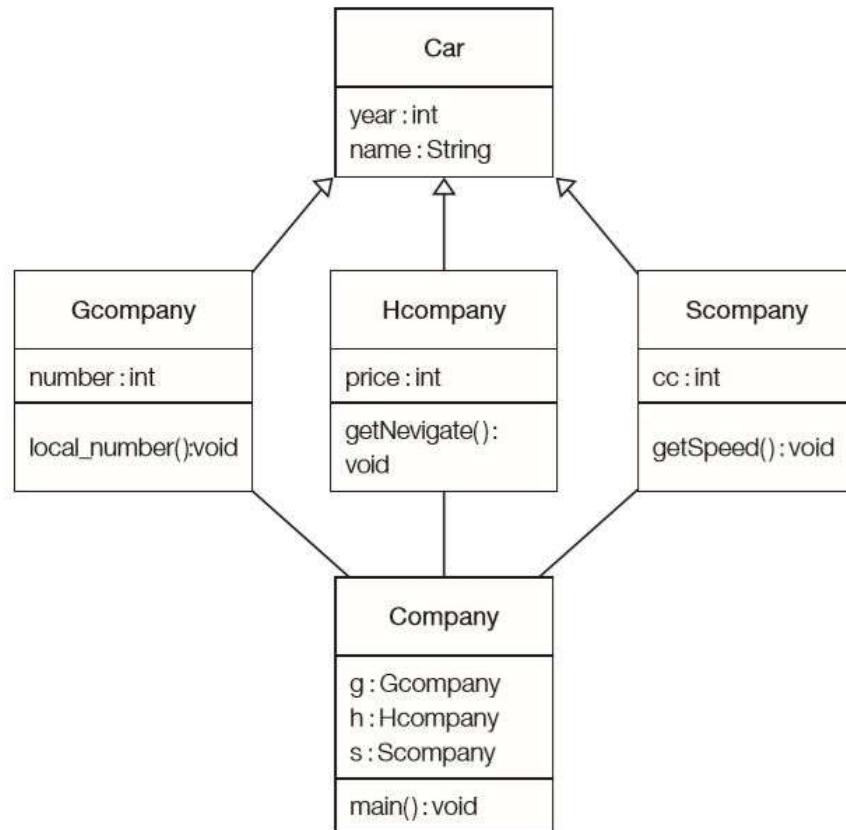 Car
year : int
name : String
Gcompany
number : int
local_number():void
Hcompany
price : int
getNevigate() :
void
Scompany
cc : int
getSpeed() : void
Company
g : Gcompany
h : Hcompany
s : Scompany
main() : void